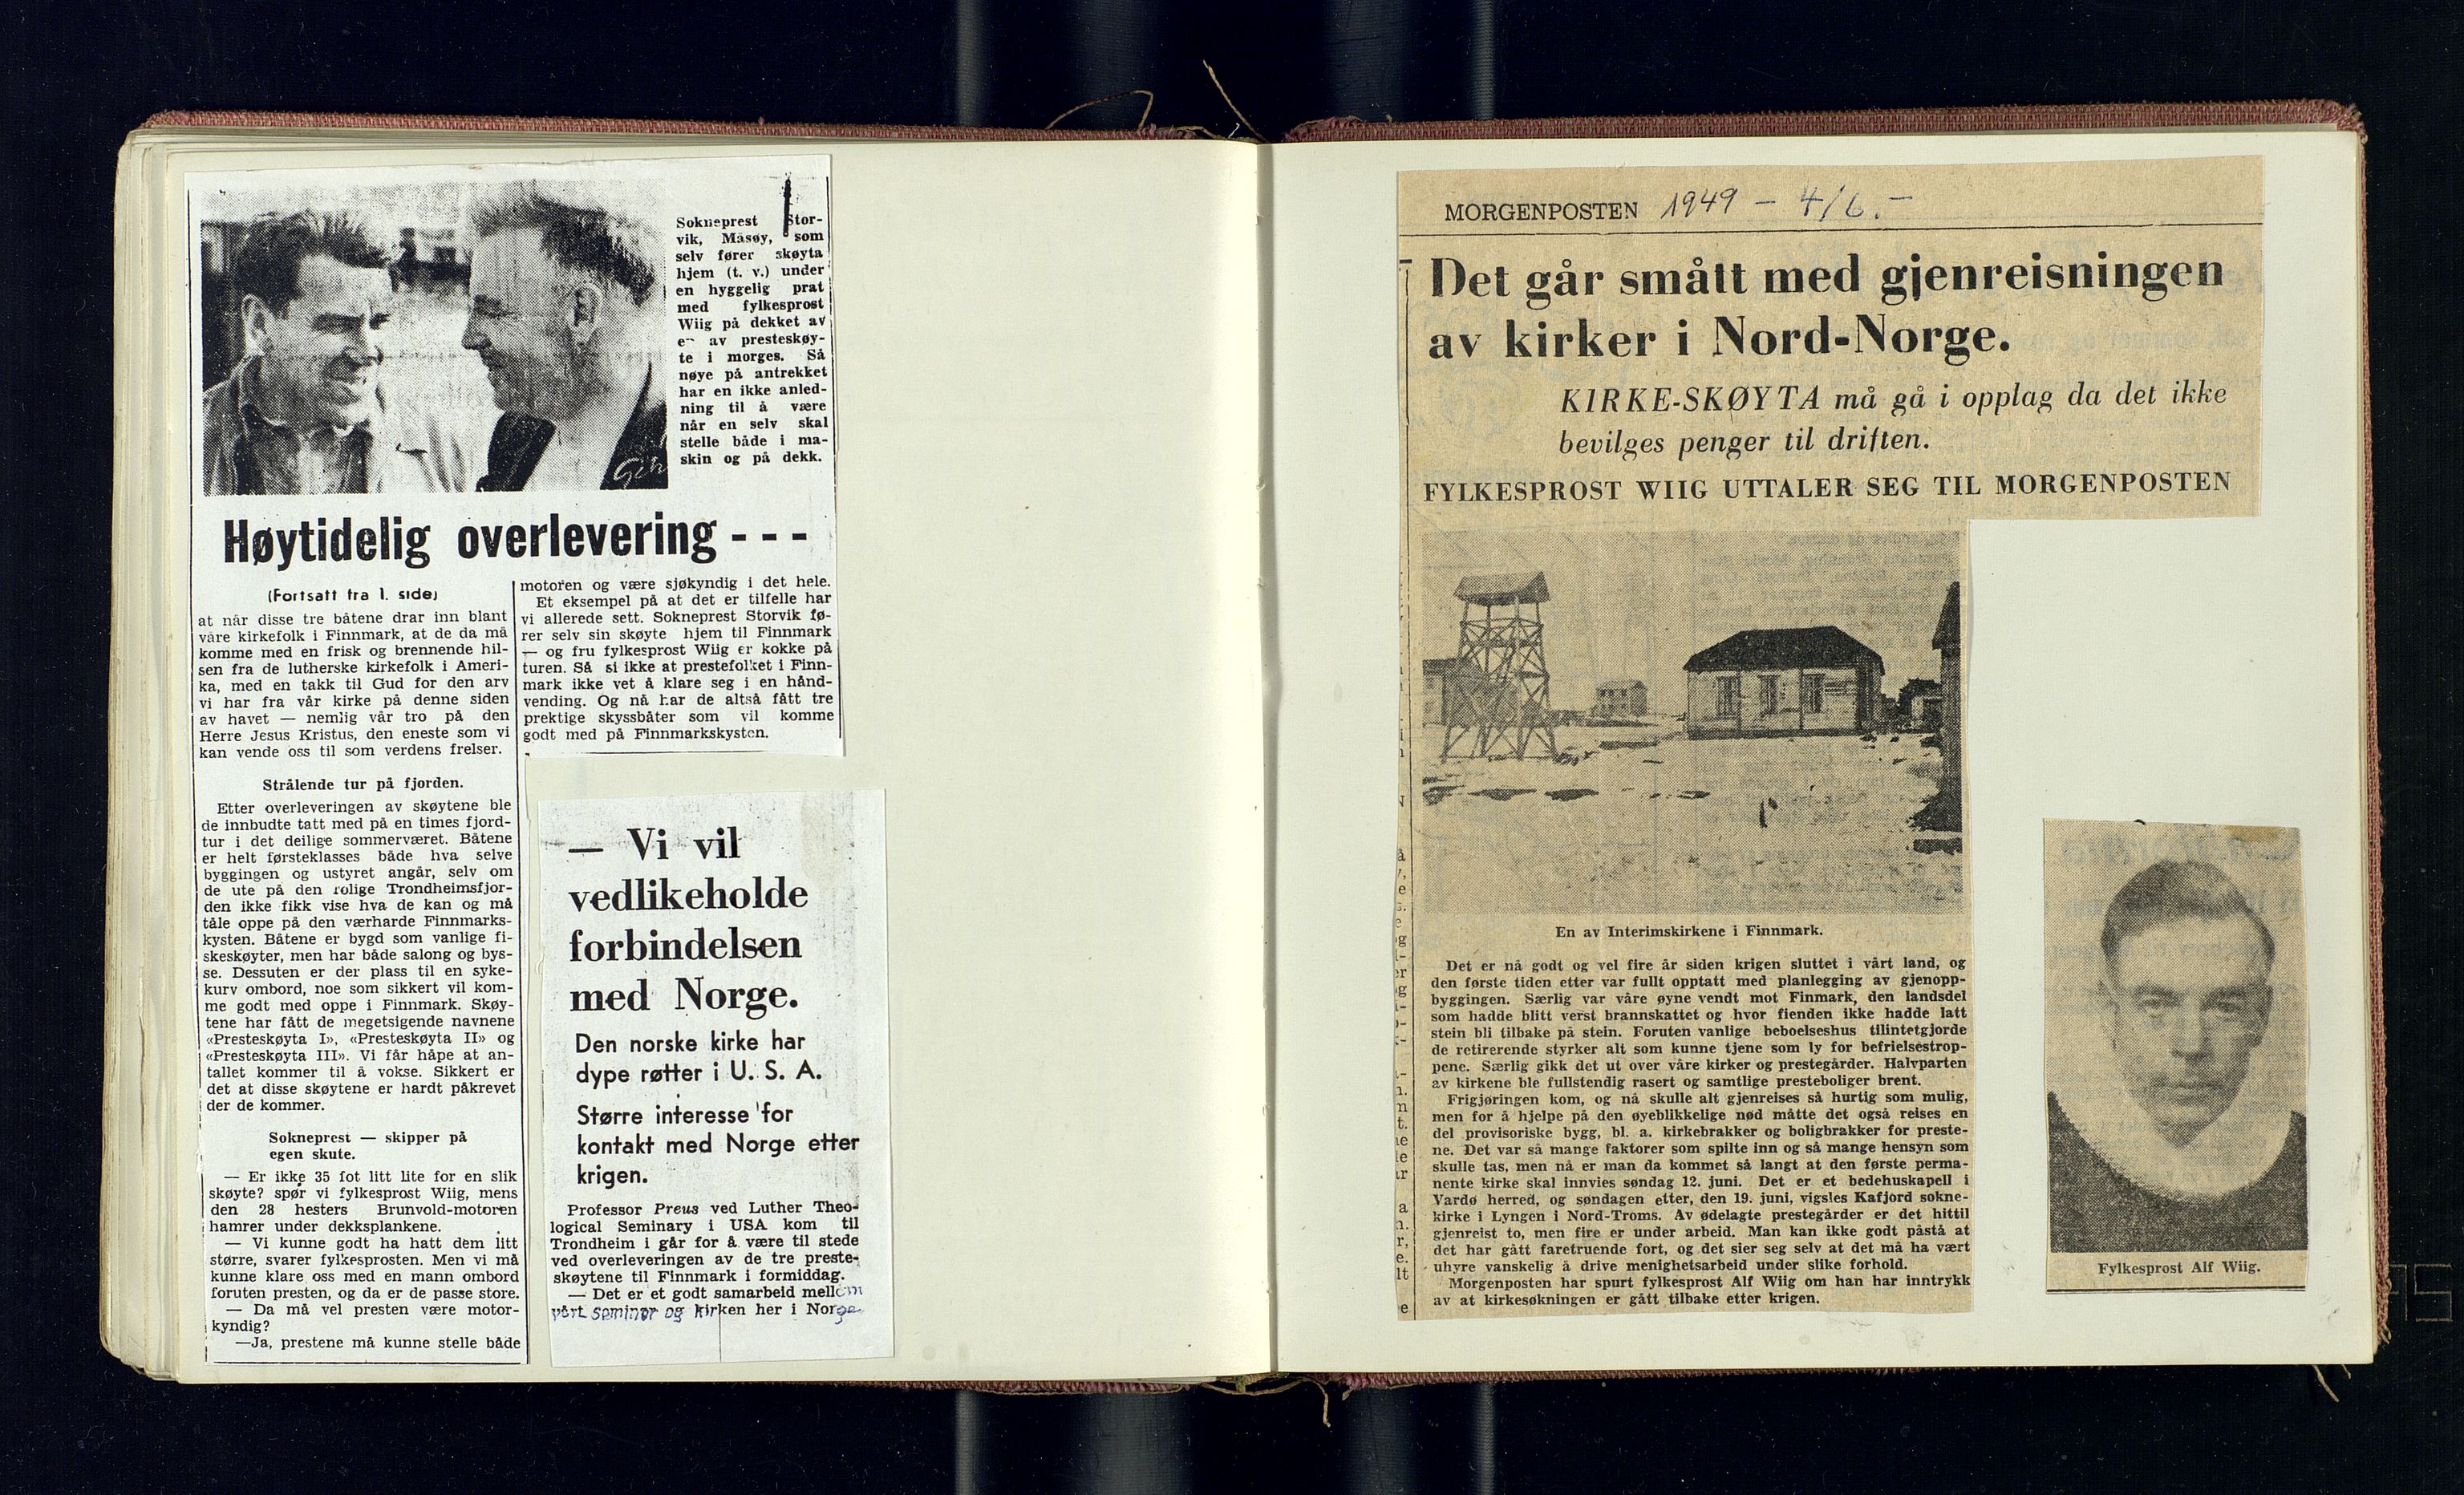 Sokneprest Stor-
vik, Måsøy, som
selv fører skøyta
hjem (t. v.) under
en hyggelig prat
med fylkesprost
Wiig på dekket av
av presteskøy-
te i morges. Så
nøye på antrekket
har en ikke anled-
ning til å være
når en selv skal
stelle både i ma-
skin og på dekk.
Høytidelig overlevering - - -
(Fortsatt fra 1. side)
at når disse tre båtene drar inn blant
våre kirkefolk i Finnmark, at de da må
komme med en frisk og brennende hil-
sen fra de lutherske kirkefolk i Ameri-
ka, med en takk til Gud for den arv
vi har fra vår kirke på denne siden
av havet — nemlig vår tro på den
Herre Jesus Kristus, den eneste som vi
kan vende oss til som verdens frelser.
Strålende tur på fjorden.
Etter overleveringen av skøytene ble
de innbudte tatt med på en times fjord-
tur i det deilige sommerværet. Båtene
er helt førsteklasses både hva selve
byggingen og ustyret angår, selv om
de ute på den rolige Trondheimsfjor-
den ikke fikk vise hva de kan og må
tåle oppe på den værharde Finnmarks-
kysten. Båtene er bygd som vanlige fi-
skeskøyter, men har både salong og bys-
se. Dessuten er der plass til en syke-
kurv ombord, noe som sikkert vil kom-
me godt med oppe i Finnmark. Skøy-
tene har fått de megetsigende navnene
«Presteskøyta I», «Presteskøyta II» og
«Presteskøyta III». Vi får håpe at an-
tallet kommer til å vokse. Sikkert er
det at disse skøytene er hardt påkrevet
der de kommer.
Sokneprest — skipper på
egen skute.
— Er ikke 35 fot litt lite for en slik
skøyte? spør vi fylkesprost Wiig, mens
den 28 hesters Brunvold-motoren
hamrer under dekksplankene.
— Vi kunne godt ha hatt dem litt
større, svarer fylkesprosten. Men vi må
kunne klare oss med en mann ombord
foruten presten, og da er de passe store.
— Da må vel presten være motor-
kyndig?
—Ja, prestene må kunne stelle både
motoren og være sjøkyndig i det hele.
Et eksempel på at det er tilfelle har
vi allerede sett. Sokneprest Storvik fø-
rer selv sin skøyte hjem til Finnmark
— og fru fylkesprost Wiig er kokke på
turen. Så si ikke at prestefolket i Finn-
mark ikke vet å klare seg i en hånd-
vending. Og nå har de altså fått tre
prektige skyssbåter som vil komme
godt med på Finnmarkskysten.
— Vi vil
vedlikeholde
forbindelsen
med Norge.
Den norske kirke har
dype røtter i U. S. A.
Større interesse for
kontakt med Norge etter
krigen.
Professor Preus ved Luther Theo-
logical Seminary i USA kom til
Trondheim i går for å være til stede
ved overleveringen av de tre preste-
skøytene til Finnmark i formiddag.
— Det er et godt samarbeid mellem
vårt seminar og kirken her i Norge
MORGENPOSTEN 1949 - 4/6. -
Det går smått med gjenreisningen
av kirker i Nord-Norge.
KIRKE-SKØYTA må gå i opplag da det ikke
bevilges penger til driften.
FYLKESPROST WIIG UTTALER SEG TIL MORGENPOSTEN
En av Interimskirkene i Finnmark.
Det er nå godt og vel fire år siden krigen sluttet i vårt land, og
den første tiden etter var fullt opptatt med planlegging av gjenopp-
byggingen. Særlig var våre øyne vendt mot Finmark, den landsdel
som hadde blitt verst brannskattet og hvor fienden ikke hadde latt
stein bli tilbake på stein. Foruten vanlige beboelseshus tilintetgjorde
de retirerende styrker alt som kunne tjene som ly for befrielsestrop-
pene. Særlig gikk det ut over våre kirker og prestegårder. Halvparten
av kirkene ble fullstendig rasert og samtlige presteboliger brent.
Frigjøringen kom, og nå skulle alt gjenreises så hurtig som mulig,
men for å hjelpe på den øyeblikkelige nød måtte det også reises en
del provisoriske bygg, bl. a. kirkebrakker og boligbrakker for preste-
ne. Det var så mange faktorer som spilte inn og så mange hensyn som
skulle tas, men nå er man da kommet så langt at den første perma-
nente kirke skal innvies søndag 12. juni. Det er et bedehuskapell i
Vardø herred, og søndagen etter, den 19. juni, vigsles Kafjord sokne-
kirke i Lyngen i Nord-Troms. Av ødelagte prestegårder er det hittil
gjenreist to, men fire er under arbeid. Man kan ikke godt påstå at
det har gått faretruende fort, og det sier seg selv at det må ha vært
uhyre vanskelig å drive menighetsarbeid under slike forhold.
Morgenposten har spurt fylkesprost Alf Wiig om han har inntrykk
av at kirkesøkningen er gått tilbake etter krigen.
Fylkesprost Alf Wiig.